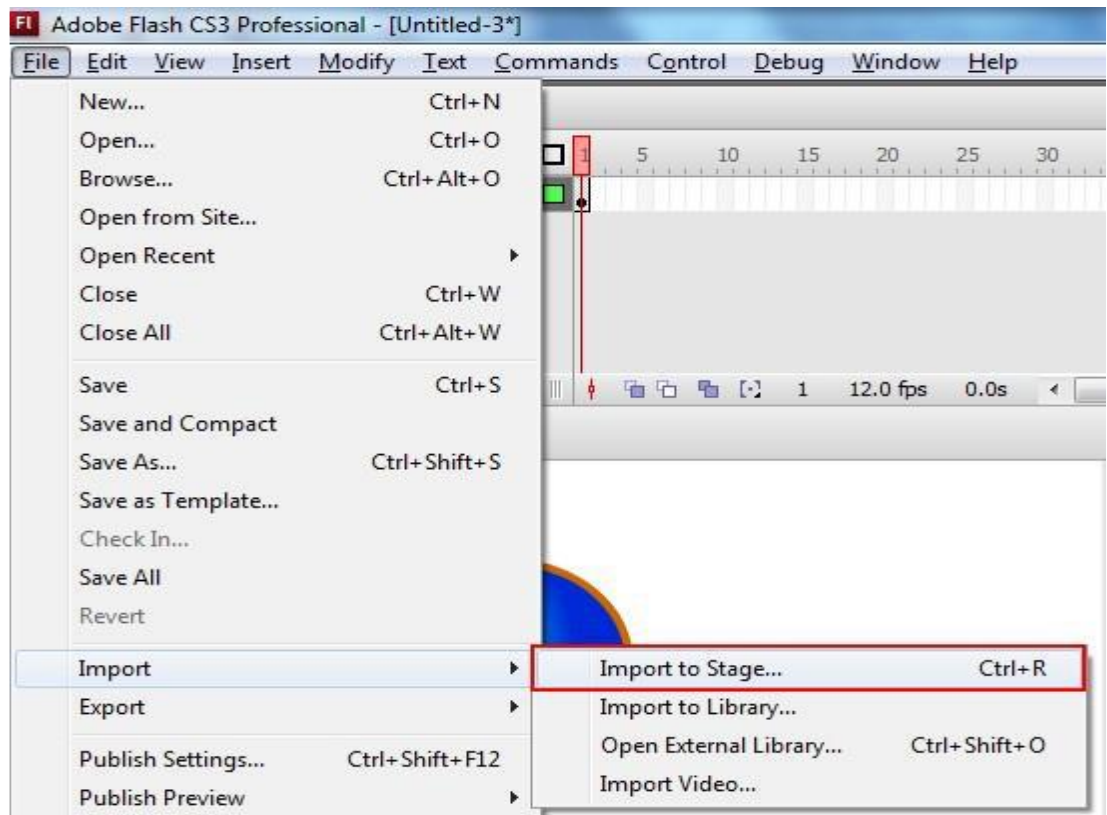 Fl Adobe Flash CS3 Professional - [Untitled-3*]
File Edit View Insert Modify Text Commands Control Debug Window Help
New... Ctrl+N
Open... Ctrl+O
1 5 10 15 20 25 30
Browse... Ctrl+Alt+O
Open from Site...
Open Recent
Close Ctrl+W
Close All Ctrl+Alt+W
Save Ctrl+S
1 12.0 fps 0.0s
Save and Compact
Save As... Ctrl+Shift+S
Save as Template...
Check In...
Save All
Revert
Import
Import to Stage... Ctrl+R
Export
Import to Library...
Open External Library... Ctrl+Shift+O
Publish Settings... Ctrl+Shift+F12
Import Video...
Publish Preview